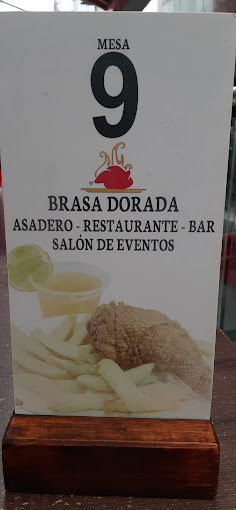 MESA
9
BRASA DORADA
ASADERO - RESTAURANTE - BAR
SALÓN DE EVENTOS